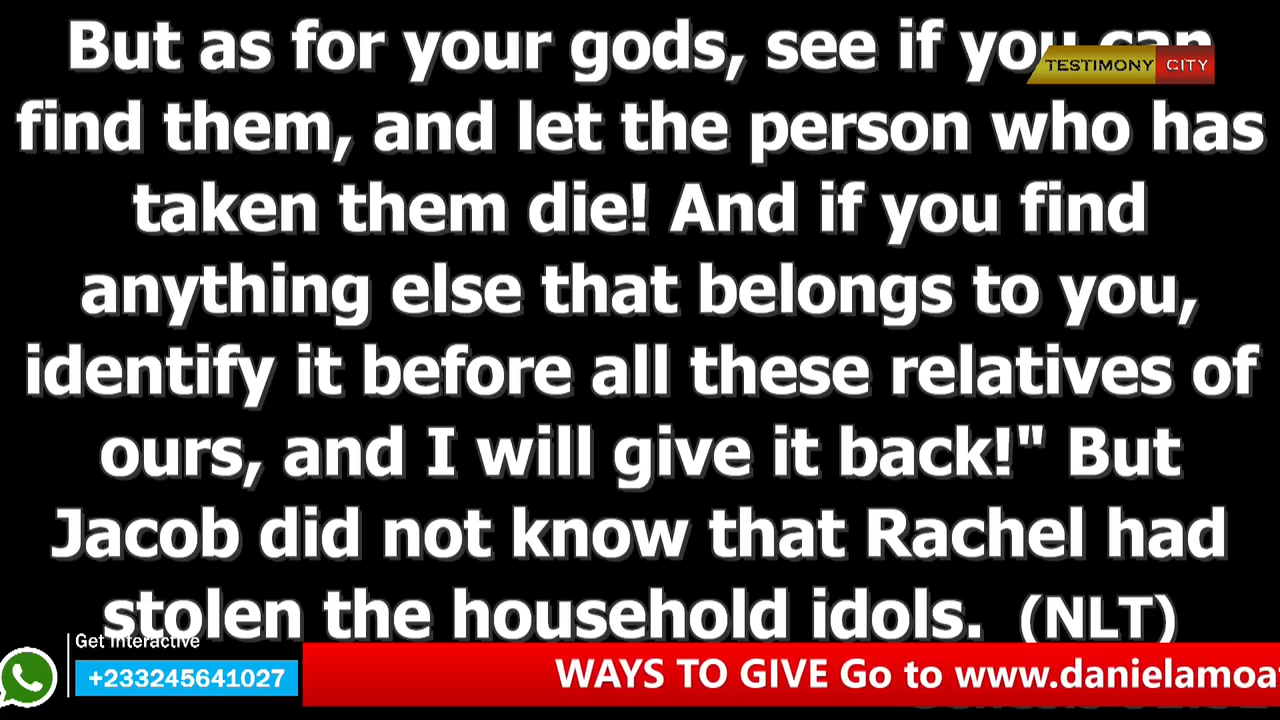 But as for your gods, see if you can
TESTIMONY CITY
find them, and let the person who has
taken them die! And if you find
anything else that belongs to you,
identify it before all these relatives of
ours, and I will give it back!" But
Jacob did not know that Rachel had
stolen the household idols. (NLT)
Get Interactive
+233245641027
WAYS TO GIVE Go to www.danielamoa